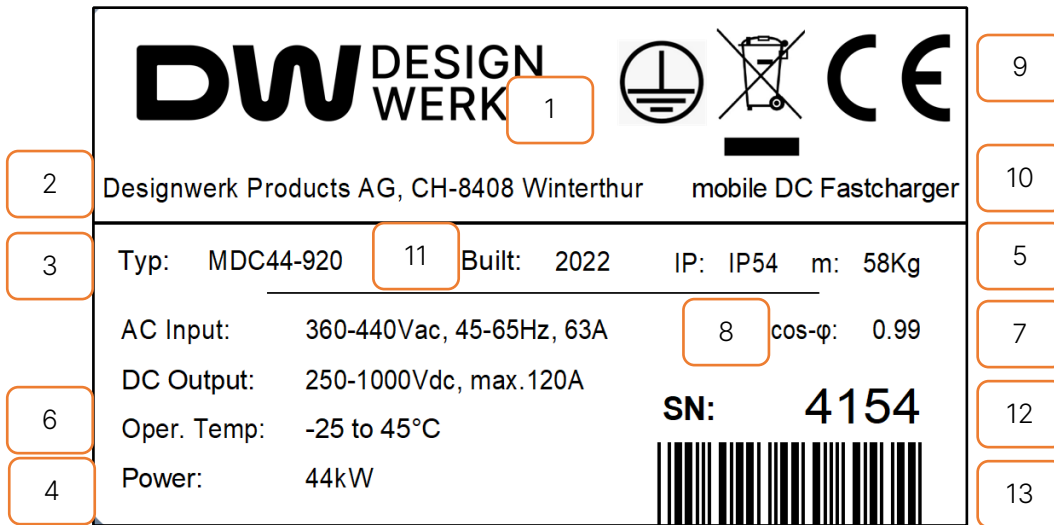 DW DESIGN
WERK
1
CE
9
2
Designwerk Products AG, CH-8408 Winterthur mobile DC Fastcharger
10
3
Typ: MDC44-920
11
Built: 2022 IP: IP54 m: 58Kg
5
AC Input: 360-440Vac, 45-65Hz, 63A
8
cos-φ: 0.99
7
DC Output: 250-1000Vdc, max.120A
6
Oper. Temp: -25 to 45°C
SN: 4154
12
4
Power: 44kW
13